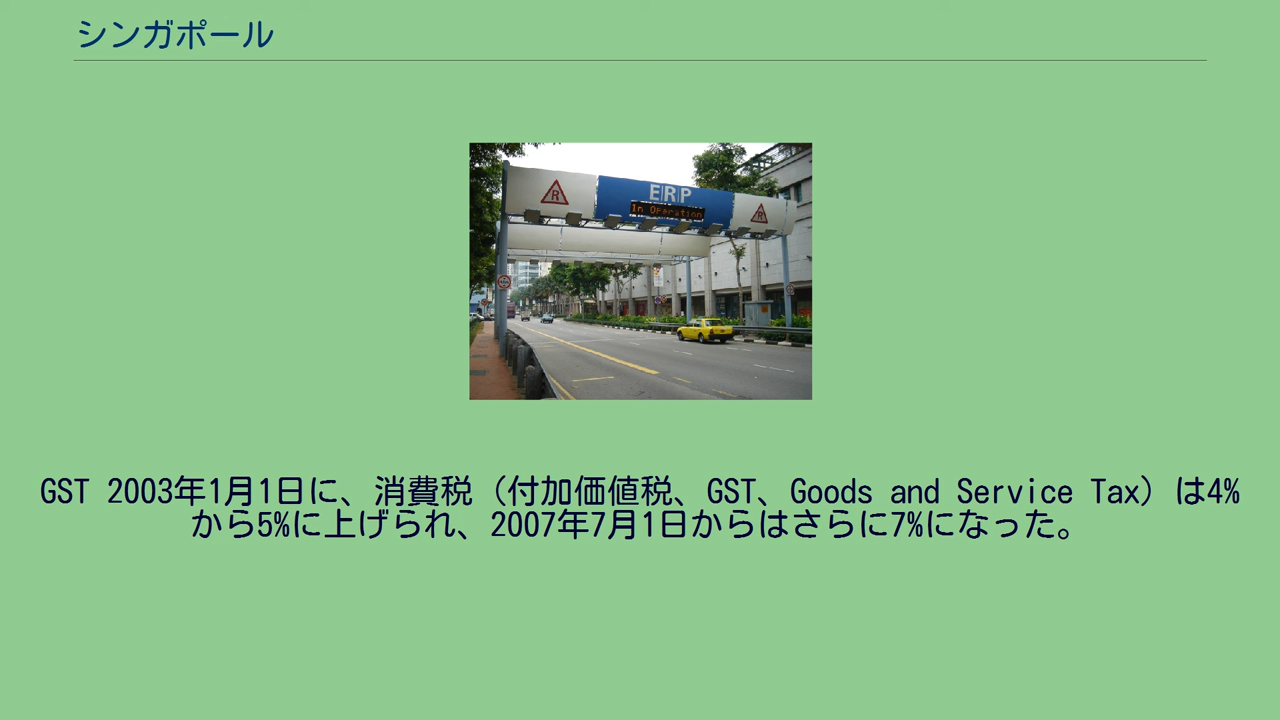 シンガポール
ERP
In Operation
R
R
GST 2003年1月1日に、消費税（付加価値税、GST、Goods and Service Tax）は4%
から5%に上げられ、2007年7月1日からはさらに7%になった。